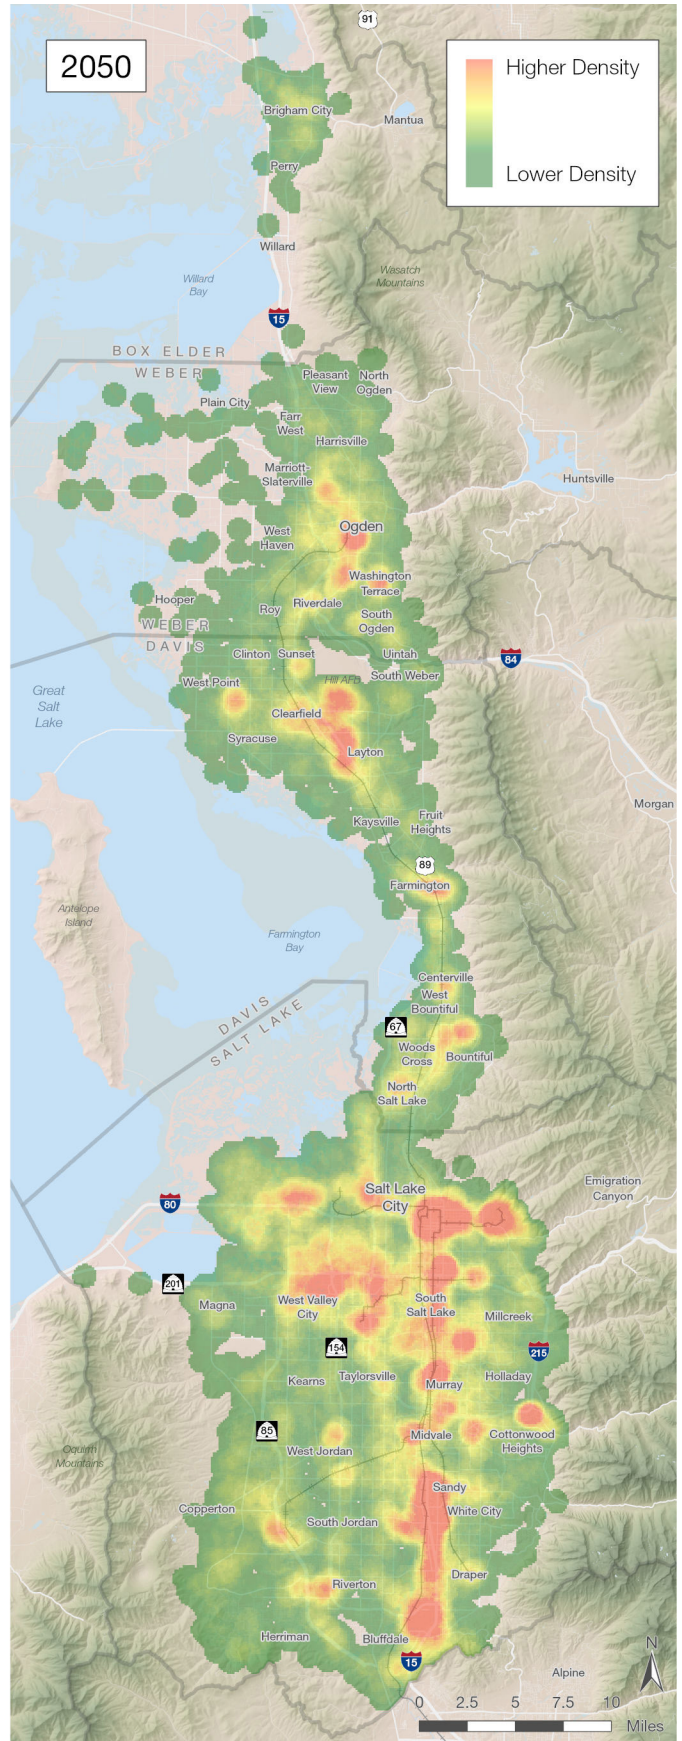 91
2050
Higher Density
Lower Density
Brigham City
Mantua
Perry
Willard
Wasatch
Mountains
Willard
Bay
15
BOX ELDER
WEBER
Pleasant
View
North
Ogden
Plain City
Farr
West
Harrisville
Marriott-
Slaterville
Huntsville
Ogden
West
Haven
Washington
Terrace
Hooper
Riverdale
Roy
South
Ogden
WEBER
DAVIS
Clinton
Sunset
Uintah
84
South Weber
Hill AFB
West Point
Great
Salt
Lake
Clearfield
Syracuse
Layton
Morgan
Kaysville
Fruit
Heights
89
Farmington
Antelope
Island
Farmington
Bay
Centerville
West
Bountiful
DAVIS
SALT LAKE
67
Woods
Cross
Bountiful
North
Salt Lake
Salt Lake
City
Emigration
Canyon
80
201
Magna
West Valley
City
South
Salt Lake
Millcreek
154
215
Kearns
Taylorsville
Holladay
Murray
85
Midvale
Cottonwood
Heights
West Jordan
Oquirrh
Mountains
Sandy
White City
Copperton
South Jordan
Draper
Riverton
Herriman
Bluffdale
15
N
Alpine
0 2.5 5 7.5 10
Miles